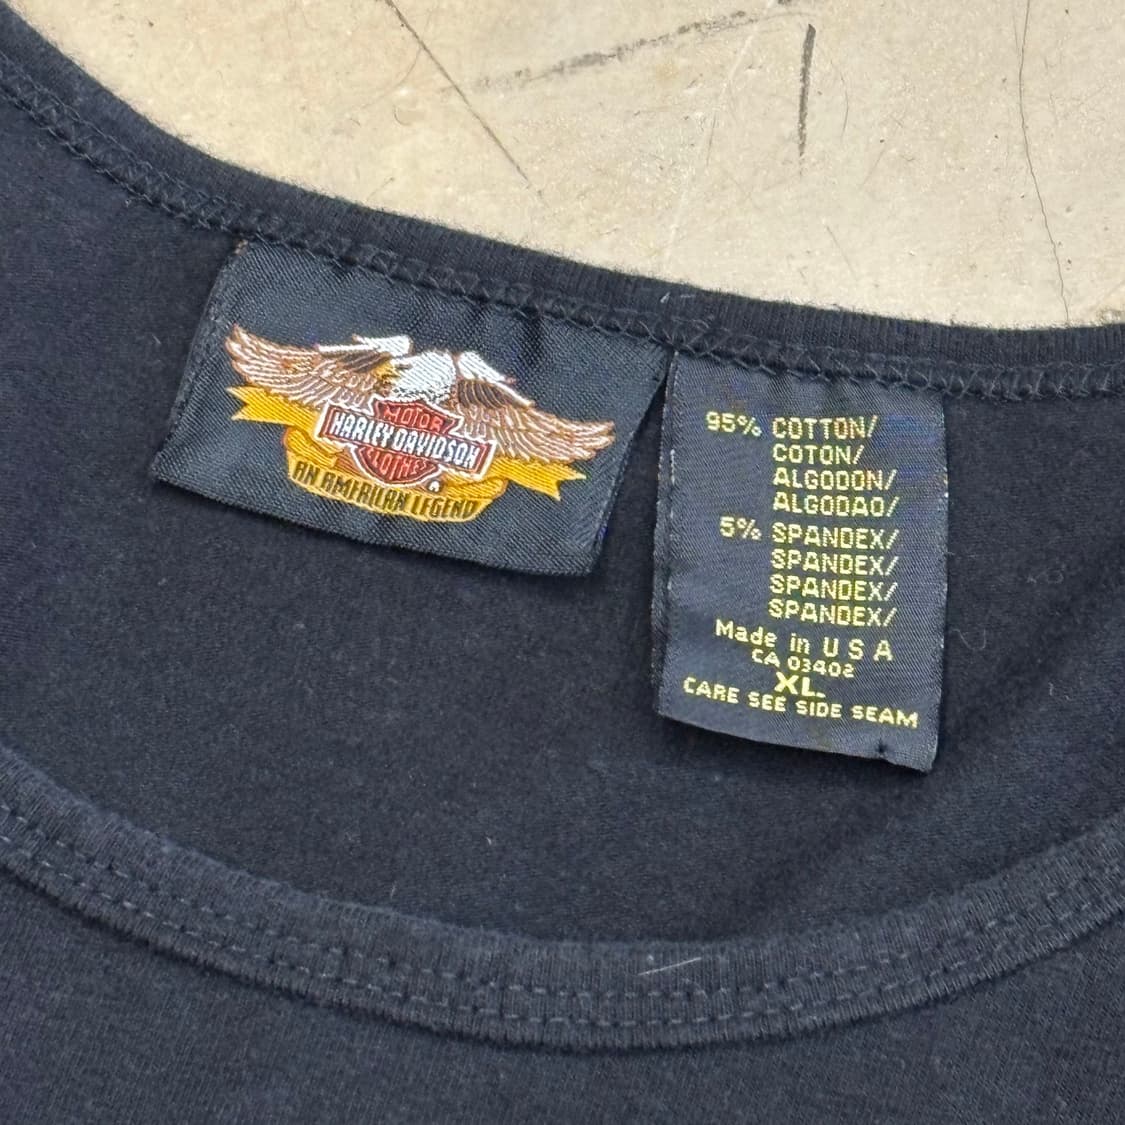 MOTOR
HARLEY-DAVIDSON
CLOTHES
®
AN AMERICAN LEGEND
95% COTTON/
COTON/
ALGODON/
ALGODAO/
5% SPANDEX/
SPANDEX/
SPANDEX/
SPANDEX/
Made in U S A
CA 03402
XL
CARE SEE SIDE SEAM